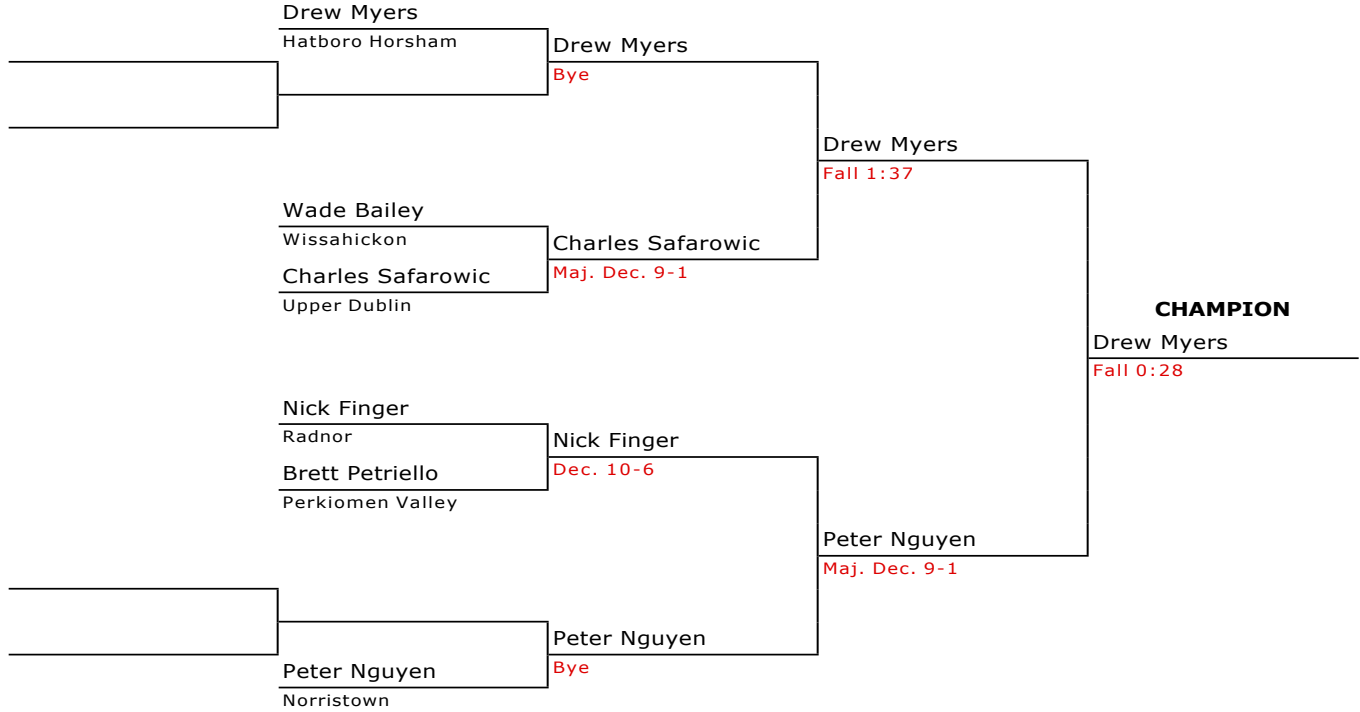 Drew Myers
Hatboro Horsham
Drew Myers
Bye
Drew Myers
Fall 1:37
Wade Bailey
Wissahickon
Charles Safarowic
Maj. Dec. 9-1
Charles Safarowic
Upper Dublin
CHAMPION
Drew Myers
Fall 0:28
Nick Finger
Radnor
Nick Finger
Dec. 10-6
Brett Petriello
Perkiomen Valley
Peter Nguyen
Maj. Dec. 9-1
Peter Nguyen
Bye
Peter Nguyen
Norristown